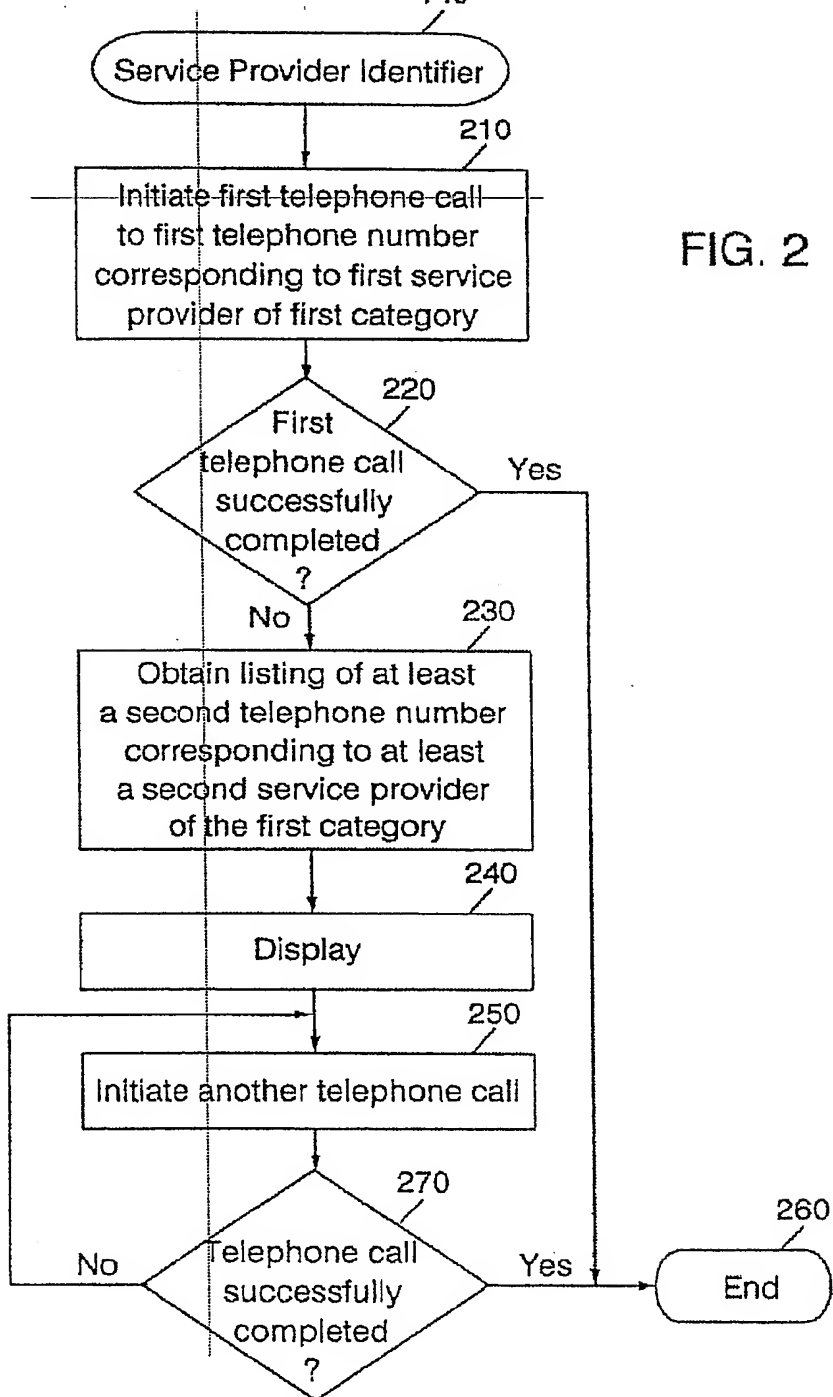 Service Provider Identifier
210
Initiate first telephone call
to first telephone number
corresponding to first service
provider of first category
FIG. 2
220
First
telephone call
successfully
completed
?
Yes
No
230
Obtain listing of at least
a second telephone number
corresponding to at least
a second service provider
of the first category
240
Display
250
Initiate another telephone call
270
Telephone call
successfully
completed
?
No
Yes
260
End